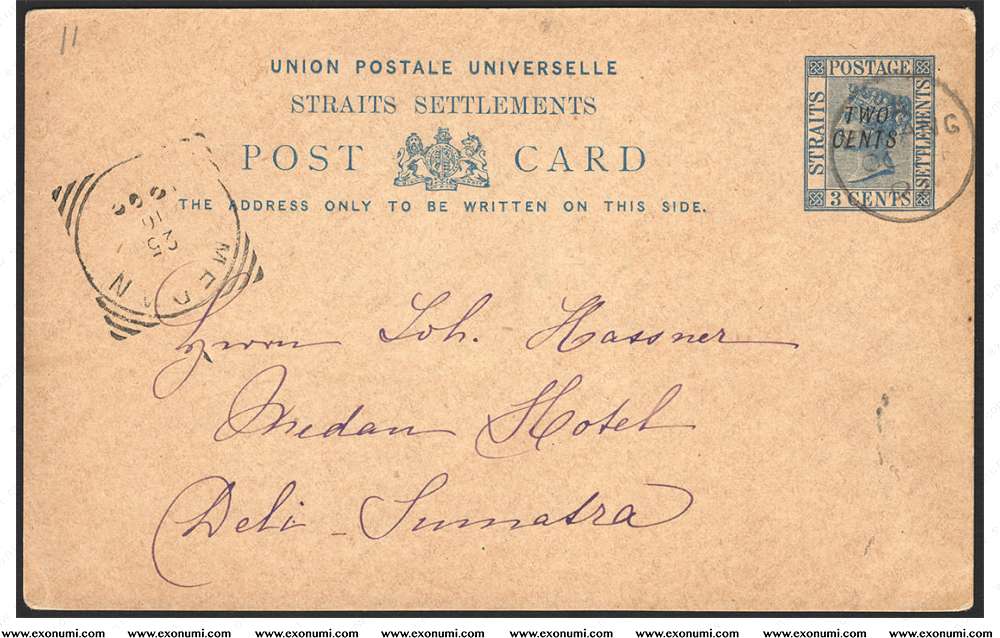 11
UNION POSTALE UNIVERSELLE
STRAITS SETTLEMENTS
POST CARD
THE ADDRESS ONLY TO BE WRITTEN ON THIS SIDE.
POSTAGE
STRAITS
SETTLEMENTS
TWO
CENTS
3 CENTS
MEDAN
Herrn Joh. Hassner
Medan Hotel
Deli - Sumatra
www.exonumi.com www.exonumi.com www.exonumi.com www.exonumi.com www.exonumi.com www.exonumi.com www.exonumi.com www.exonumi.com